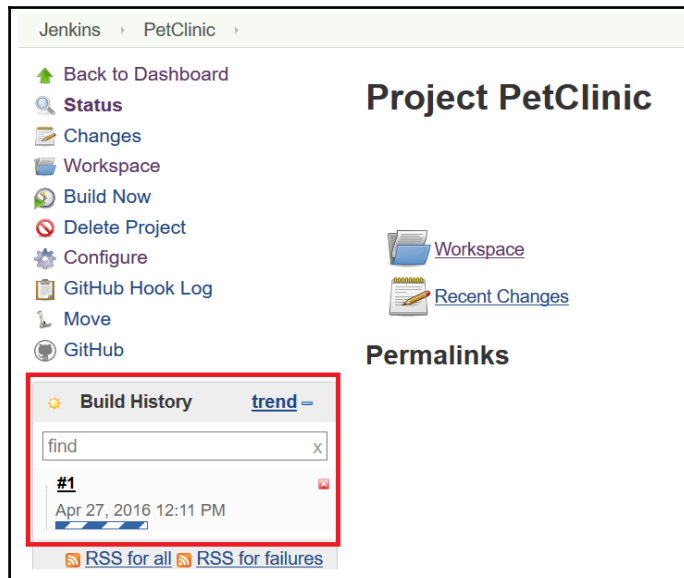 Jenkins PetClinic
Back to Dashboard
Status
Changes
Workspace
Build Now
Delete Project
Configure
GitHub Hook Log
Move
GitHub
Build History trend
find x
#1
Apr 27, 2016 12:11 PM
RSS for all RSS for failures
Project PetClinic
Workspace
Recent Changes
Permalinks